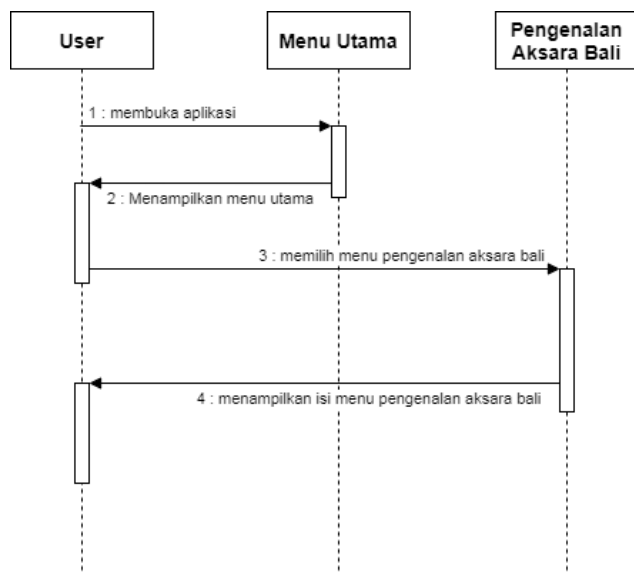 User
Menu Utama
Pengenalan
Aksara Bali
1 : membuka aplikasi
2 : Menampilkan menu utama
3 : memilih menu pengenalan aksara bali
4 : menampilkan isi menu pengenalan aksara bali